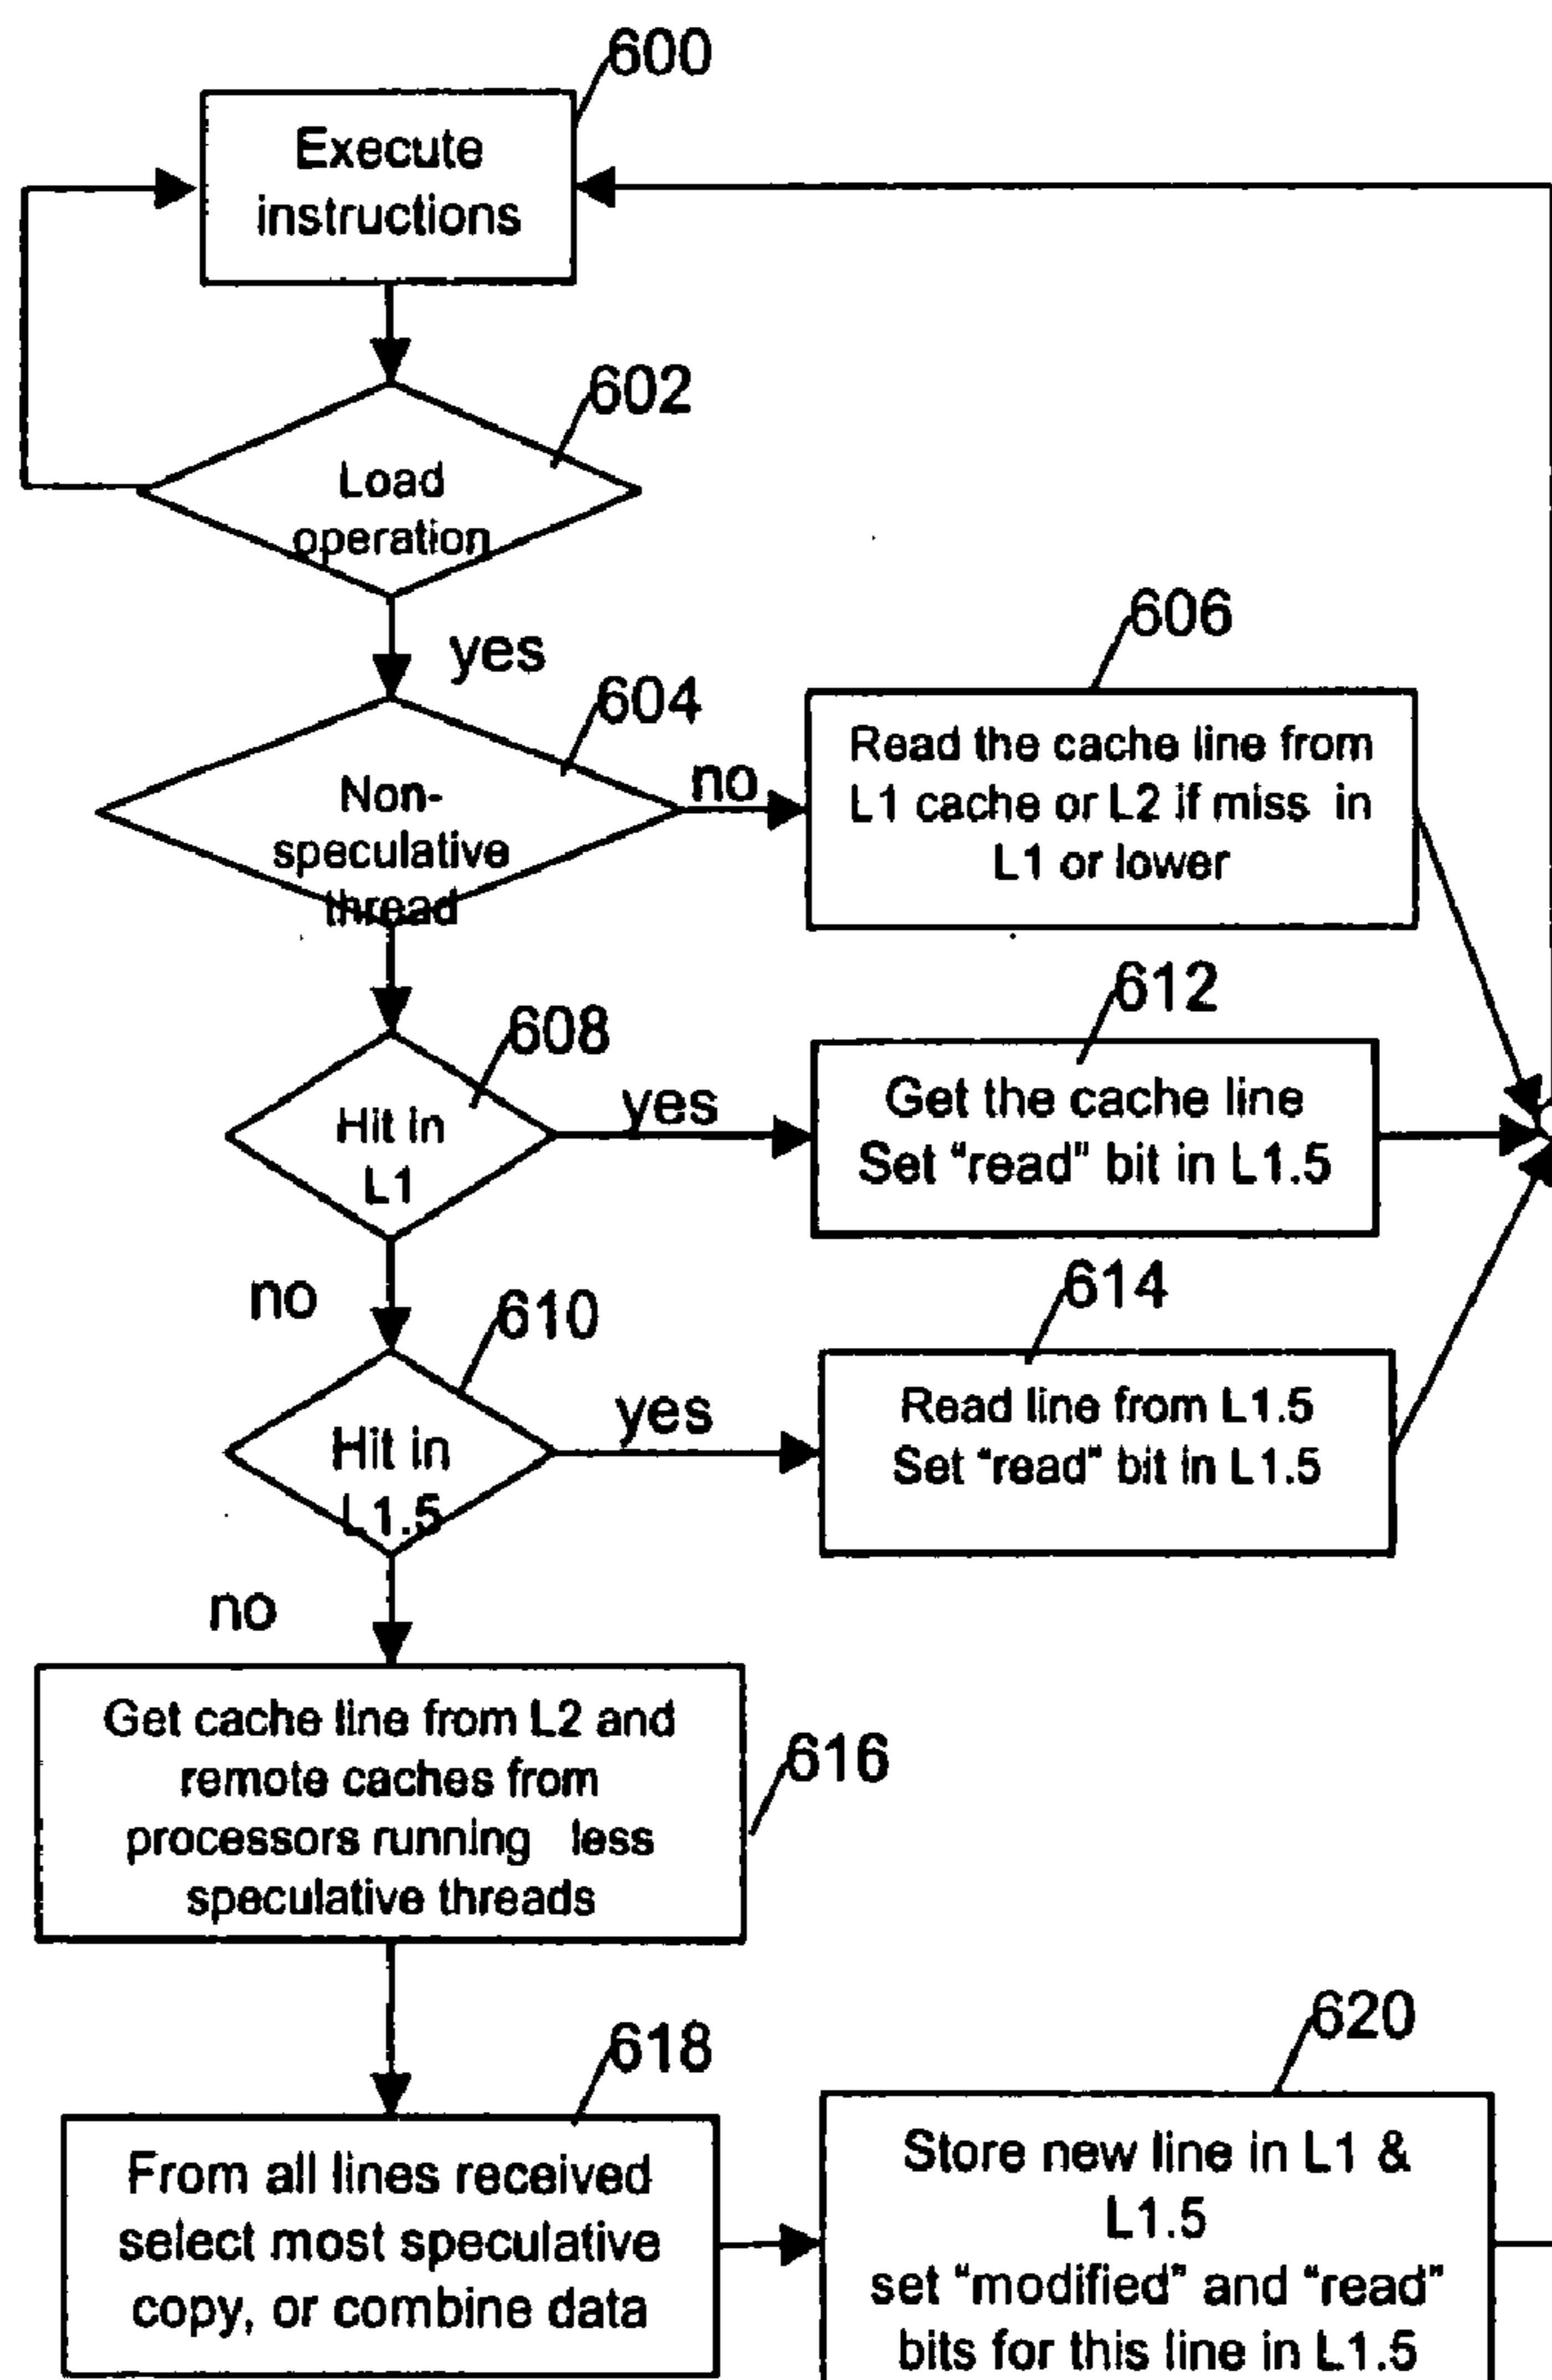 600
Execute
instructions
602
Load
operation
yes
604
Non-
speculative
thread
no
606
Read the cache line from
L1 cache or L2 if miss in
L1 or lower
608
Hit in
L1
yes
612
Get the cache line
Set “read” bit in L1.5
no
610
Hit in
L1.5
yes
614
Read line from L1.5
Set “read” bit in L1.5
no
Get cache line from L2 and
remote caches from
processors running less
speculative threads
616
618
From all lines received
select most speculative
copy, or combine data
620
Store new line in L1 &
L1.5
set “modified” and “read”
bits for this line in L1.5